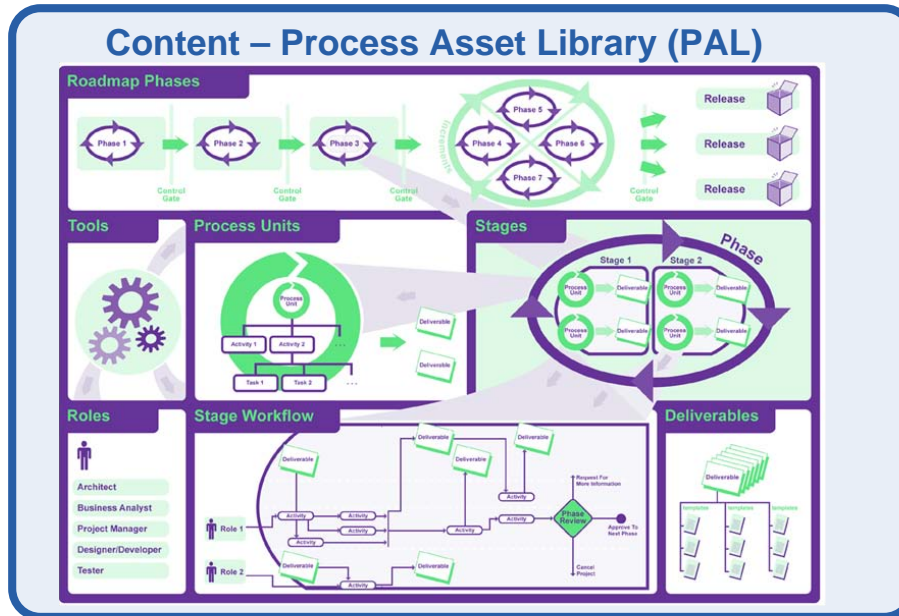 Content – Process Asset Library (PAL)
Roadmap Phases
Phase 1
Phase 2
Phase 3
Increments
Phase 5
Phase 4
Phase 6
Phase 7
Control
Gate
Control
Gate
Control
Gate
Control
Gate
Release
Release
Release
Tools
Process Units
Process
Unit
Activity 1
Activity 2
...
Task 1
Task 2
...
Deliverable
Deliverable
Stages
Phase
Stage 1
Stage 2
Process
Unit
Deliverable
Process
Unit
Deliverable
Process
Unit
Deliverable
Process
Unit
Deliverable
Roles
Architect
Business Analyst
Project Manager
Designer/Developer
Tester
Stage Workflow
Deliverable
Deliverable
Deliverable
Deliverable
Activity
Request For
More Information
Role 1
Activity
Activity
Activity
Activity
Activity
Activity
Phase
Review
Approve To
Next Phase
Role 2
Deliverable
Activity
Deliverable
Cancel
Project
Deliverables
Deliverable
templates
templates
templates